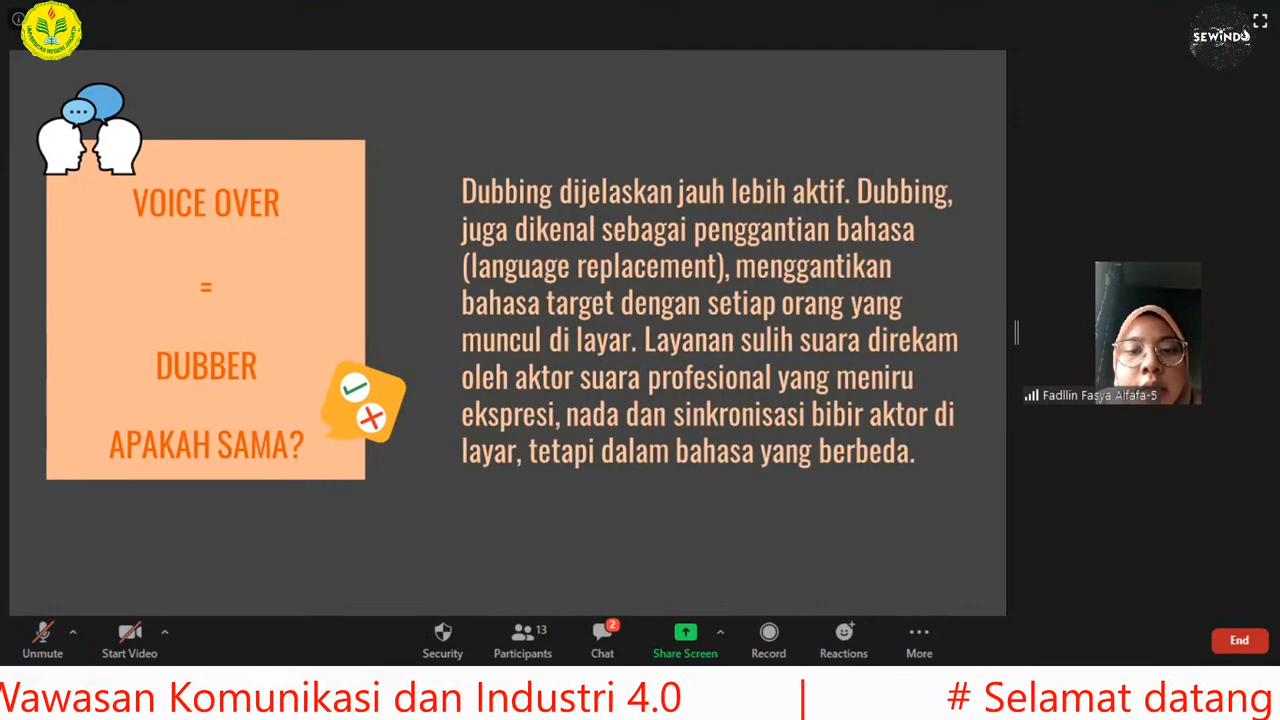 UNIVERSITAS NEGERI JAKARTA
SEWINDU
VOICE OVER
=
DUBBER
APAKAH SAMA?
Dubbing dijelaskan jauh lebih aktif. Dubbing,
juga dikenal sebagai penggantian bahasa
(language replacement), menggantikan
bahasa target dengan setiap orang yang
muncul di layar. Layanan sulih suara direkam
oleh aktor suara profesional yang meniru
ekspresi, nada dan sinkronisasi bibir aktor di
layar, tetapi dalam bahasa yang berbeda.
Fadllin Fasya Alfafa-5
Unmute
Start Video
Security
13
Participants
2
Chat
Share Screen
Record
Reactions
More
End
Wawasan Komunikasi dan Industri 4.0 | # Selamat datang